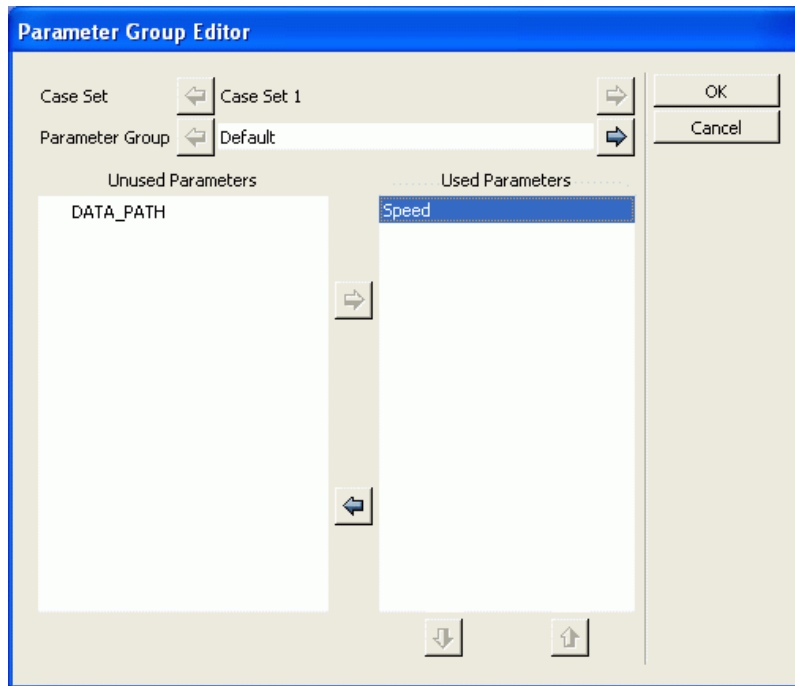 Parameter Group Editor
Case Set Case Set 1 OK
Parameter Group Default Cancel
Unused Parameters Used Parameters
DATA_PATH Speed